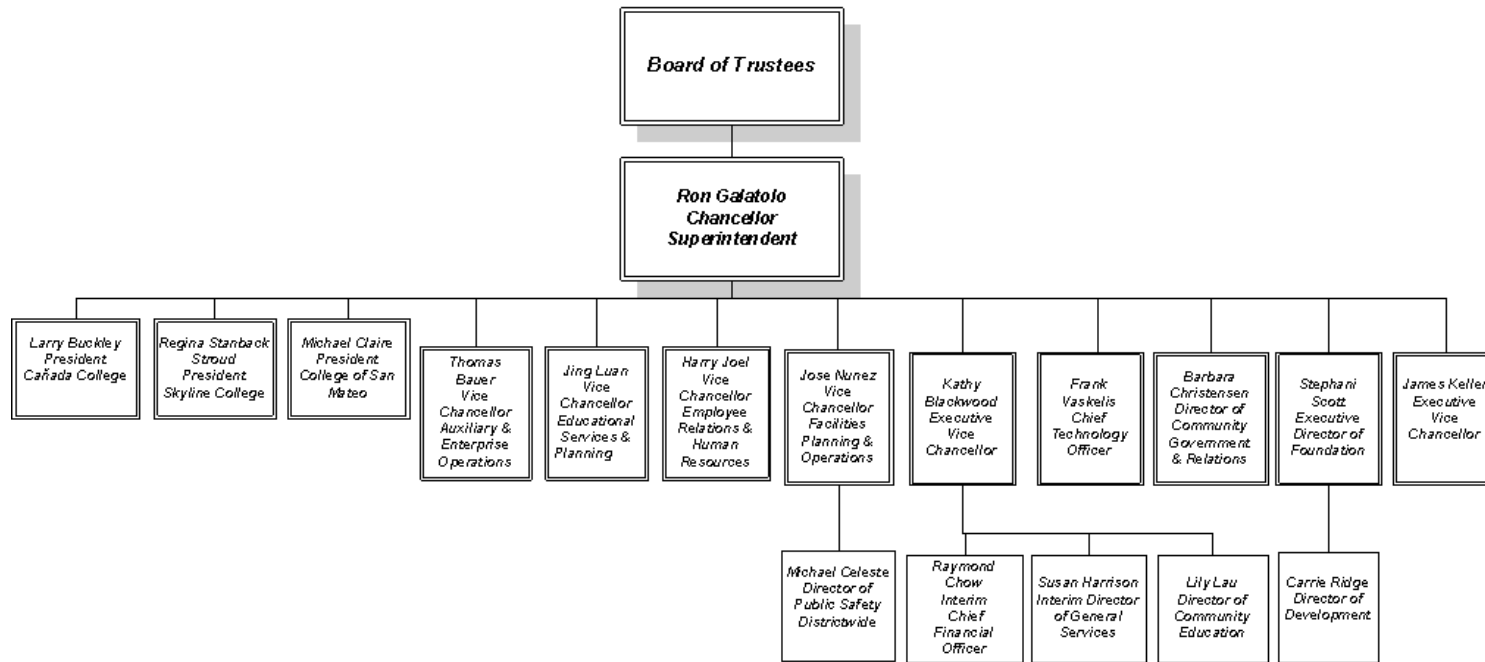 Board of Trustees
Ron Galatolo
Chancellor
Superintendent
Larry Buckley
President
Cañada College
Regina Stanback
Stroud
President
Skyline College
Michael Claire
President
College of San
Mateo
Thomas
Bauer
Vice
Chancellor
Auxiliary &
Enterprise
Operations
Jing Luan
Vice
Chancellor
Educational
Services &
Planning
Harry Joel
Vice
Chancellor
Employee
Relations &
Human
Resources
Jose Nunez
Vice
Chancellor
Facilities
Planning &
Operations
Kathy
Blackwood
Executive
Vice
Chancellor
Frank
Vaskelis
Chief
Technology
Officer
Barbara
Christensen
Director of
Community
Government
& Relations
Stephani
Scott
Executive
Director of
Foundation
James Keller
Executive
Vice
Chancellor
Michael Celeste
Director of
Public Safety
Districtwide
Raymond
Chow
Interim
Chief
Financial
Officer
Susan Harrison
Interim Director
of General
Services
Lily Lau
Director of
Community
Education
Carrie Ridge
Director of
Development